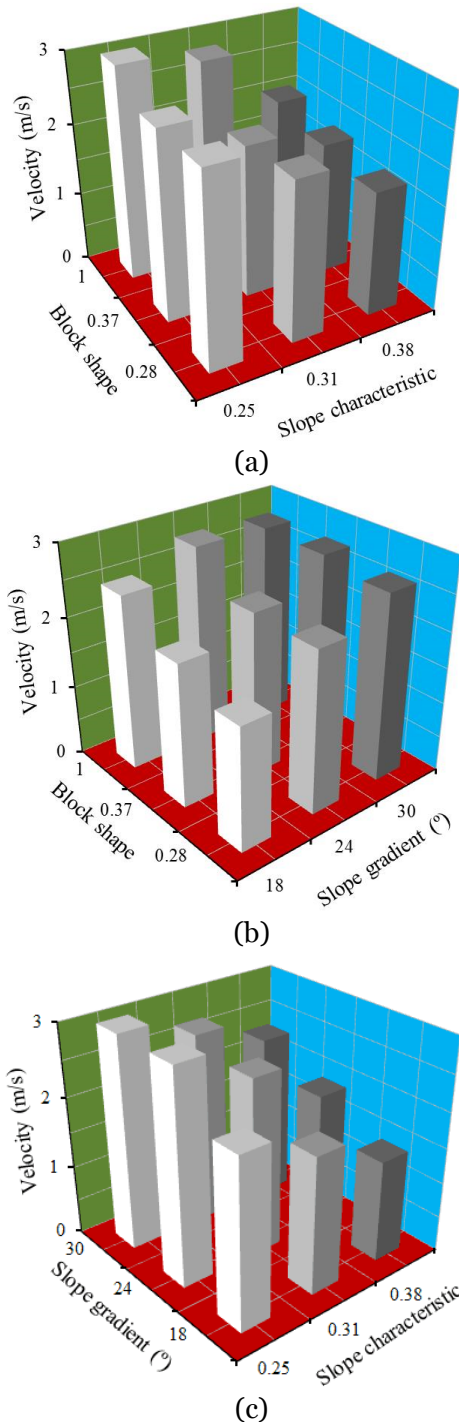 3
2
1
0
Velocity (m/s)
1
0.37
0.28
Block shape
0.25
0.31
0.38
Slope characteristic
(a)
3
2
1
0
Velocity (m/s)
1
0.37
0.28
Block shape
18
24
30
Slope gradient (º)
(b)
3
2
1
0
Velocity (m/s)
30
24
18
Slope gradient (º)
0.25
0.31
0.38
Slope characteristic
(c)